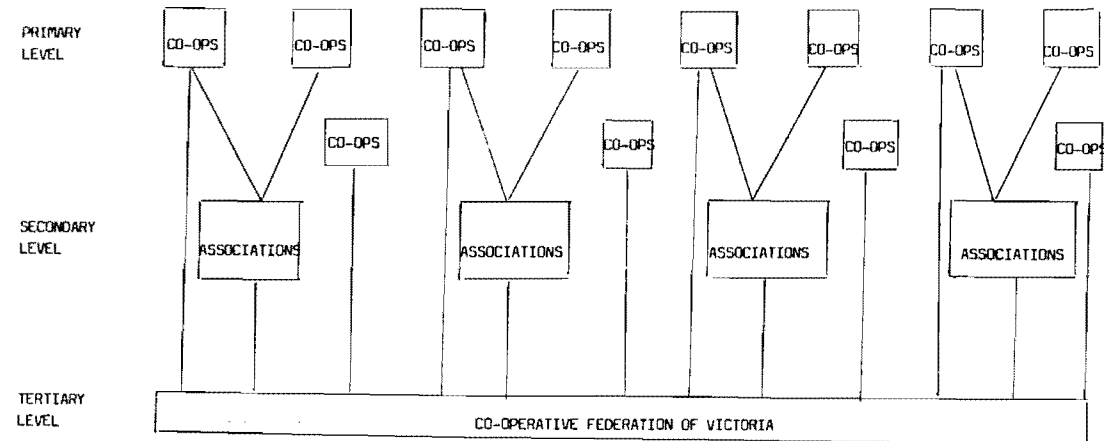 PRIMARY
LEVEL
CO-OPS
CO-OPS
CO-OPS
CO-OPS
CO-OPS
CO-OPS
CO-OPS
CO-OPS
CO-OPS
CO-OPS
CO-OPS
CO-OPS
SECONDARY
LEVEL
ASSOCIATIONS
ASSOCIATIONS
ASSOCIATIONS
ASSOCIATIONS
TERTIARY
LEVEL
CO-OPERATIVE FEDERATION OF VICTORIA